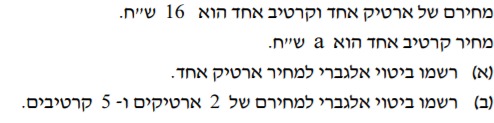 מחירם של ארטיק אחד וקרטיב אחד הוא 16 ש״ח.
מחיר קרטיב אחד הוא a ש״ח.
(א) רשמו ביטוי אלגברי למחיר ארטיק אחד.
(ב) רשמו ביטוי אלגברי למחירם של 2 ארטיקים ו- 5 קרטיבים.